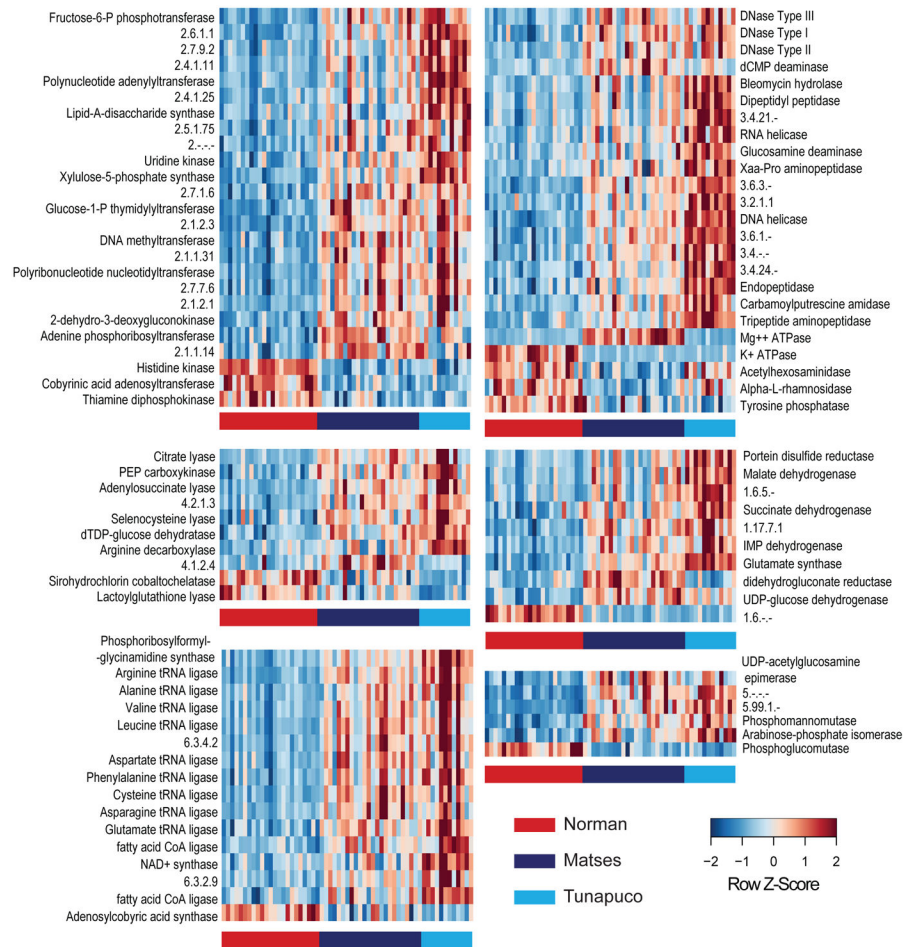 Fructose-6-P phosphotransferase
2.6.1.1
2.7.9.2
2.4.1.11
Polynucleotide adenylyltransferase
2.4.1.25
Lipid-A-disaccharide synthase
2.5.1.75
2.-.-.-
Uridine kinase
Xylulose-5-phosphate synthase
2.7.1.6
Glucose-1-P thymidylyltransferase
2.1.2.3
DNA methyltransferase
2.1.1.31
Polyribonucleotide nucleotidyltransferase
2.7.7.6
2.1.2.1
2-dehydro-3-deoxygluconokinase
Adenine phosphoribosyltransferase
2.1.1.14
Histidine kinase
Cobyrinic acid adenosyltransferase
Thiamine diphosphokinase
DNase Type III
DNase Type I
DNase Type II
dCMP deaminase
Bleomycin hydrolase
Dipeptidyl peptidase
3.4.21.-
RNA helicase
Glucosamine deaminase
Xaa-Pro aminopeptidase
3.6.3.-
3.2.1.1
DNA helicase
3.6.1.-
3.4.-.-
3.4.24.-
Endopeptidase
Carbamoylputrescine amidase
Tripeptide aminopeptidase
Mg++ ATPase
K+ ATPase
Acetylhexosaminidase
Alpha-L-rhamnosidase
Tyrosine phosphatase
Citrate lyase
PEP carboxykinase
Adenylosuccinate lyase
4.2.1.3
Selenocysteine lyase
dTDP-glucose dehydratase
Arginine decarboxylase
4.1.2.4
Sirohydrochlorin cobaltochelatase
Lactoylglutathione lyase
Portein disulfide reductase
Malate dehydrogenase
1.6.5.-
Succinate dehydrogenase
1.17.7.1
IMP dehydrogenase
Glutamate synthase
didehydrogluconate reductase
UDP-glucose dehydrogenase
1.6.-.-
Phosphoribosylformyl-
-glycinamidine synthase
Arginine tRNA ligase
Alanine tRNA ligase
Valine tRNA ligase
Leucine tRNA ligase
6.3.4.2
Aspartate tRNA ligase
Phenylalanine tRNA ligase
Cysteine tRNA ligase
Asparagine tRNA ligase
Glutamate tRNA ligase
fatty acid CoA ligase
NAD+ synthase
6.3.2.9
fatty acid CoA ligase
Adenosylcobyric acid synthase
UDP-acetylglucosamine
epimerase
5.-.-.-
5.99.1.-
Phosphomannomutase
Arabinose-phosphate isomerase
Phosphoglucomutase
Norman
Matses
Tunapuco
−2 −1 0 1 2
Row Z-Score